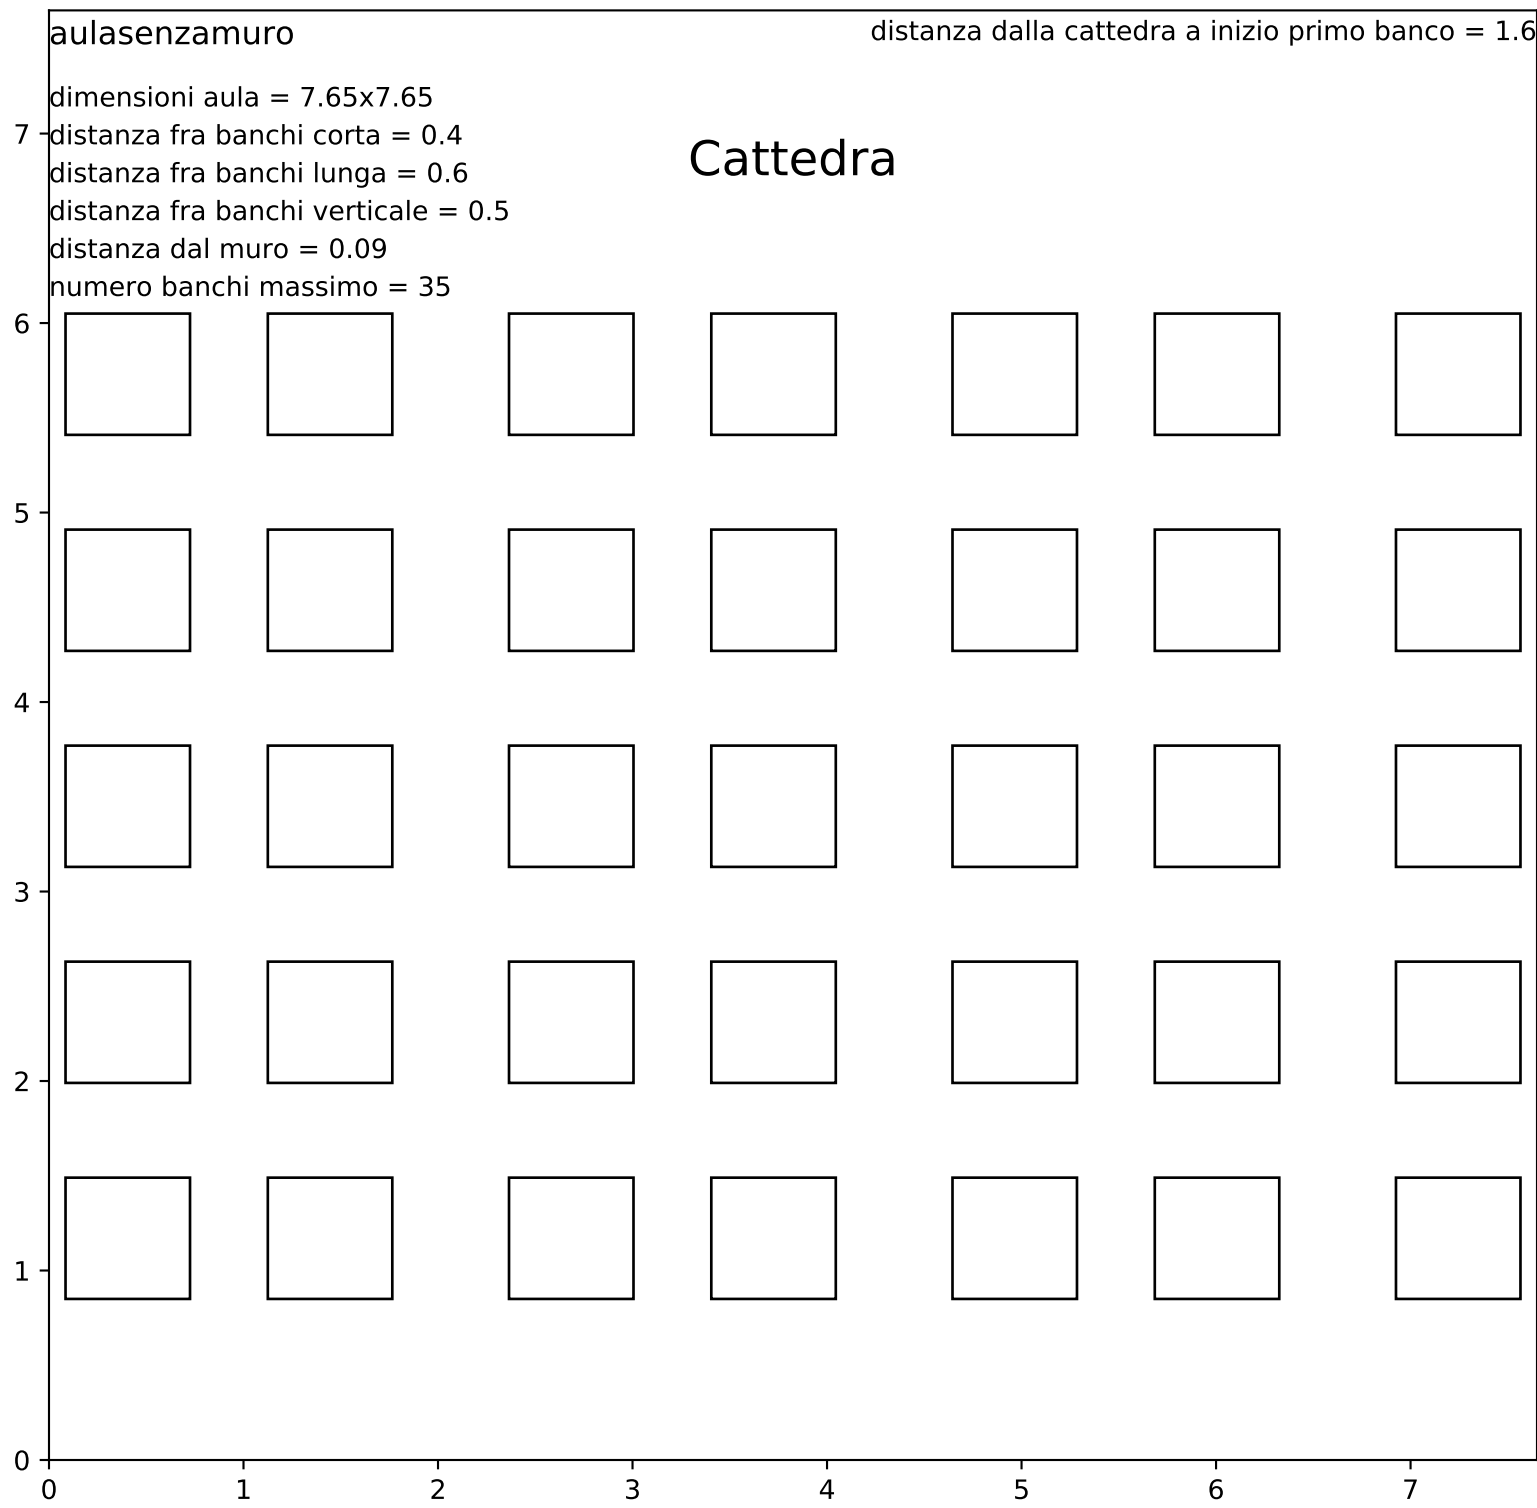 aulasenzamuro
distanza dalla cattedra a inizio primo banco = 1.6
dimensioni aula = 7.65x7.65
distanza fra banchi corta = 0.4
distanza fra banchi lunga = 0.6
distanza fra banchi verticale = 0.5
distanza dal muro = 0.09
numero banchi massimo = 35
Cattedra
7
6
5
4
3
2
1
0
0 1 2 3 4 5 6 7